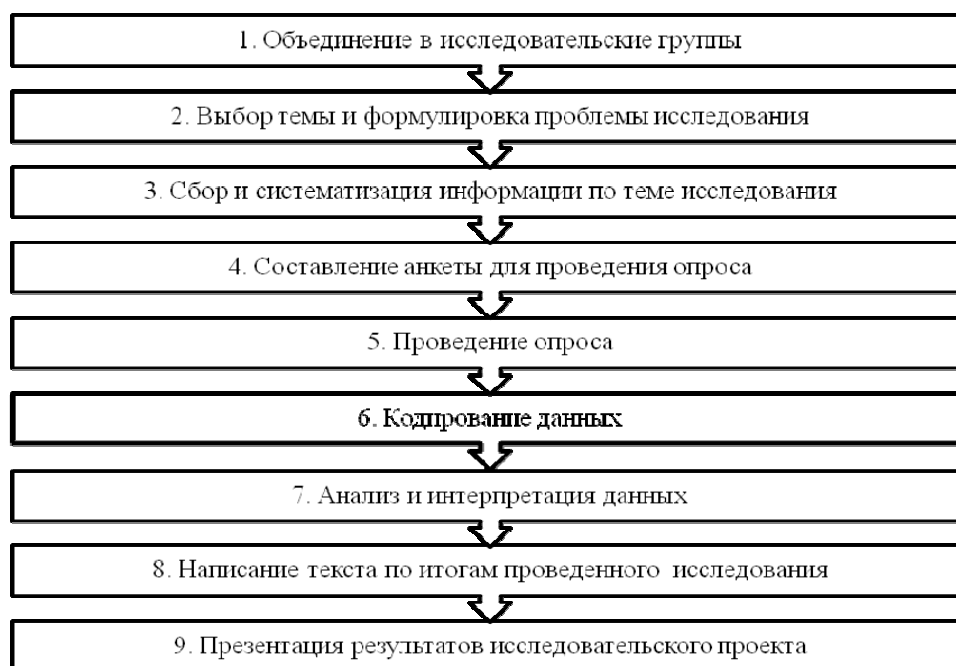 1. Объединение в исследовательские группы
2. Выбор темы и формулировка проблемы исследования
3. Сбор и систематизация информации по теме исследования
4. Составление анкеты для проведения опроса
5. Проведение опроса
6. Кодирование данных
7. Анализ и интерпретация данных
8. Написание текста по итогам проведенного исследования
9. Презентация результатов исследовательского проекта